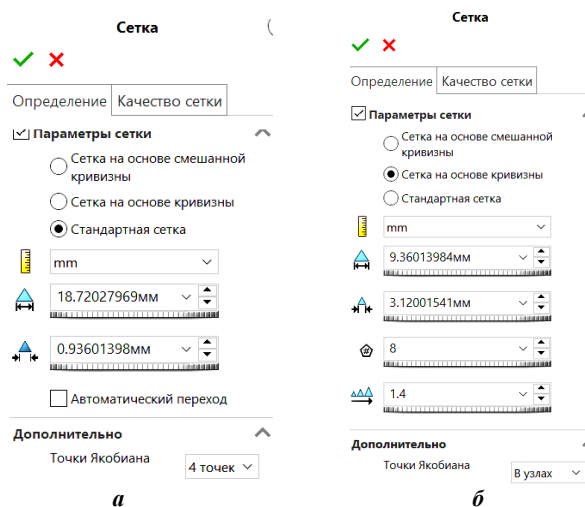 Сетка
Определение
Качество сетки
Параметры сетки
Сетка на основе смешанной
кривизны
Сетка на основе кривизны
Стандартная сетка
mm
18.72027969мм
0.93601398мм
Автоматический переход
Дополнительно
Точки Якобиана
4 точек
а
Сетка
Определение
Качество сетки
Параметры сетки
Сетка на основе смешанной
кривизны
Сетка на основе кривизны
Стандартная сетка
mm
9.36013984мм
3.12001541мм
#
8
1.4
Дополнительно
Точки Якобиана
В узлах
б